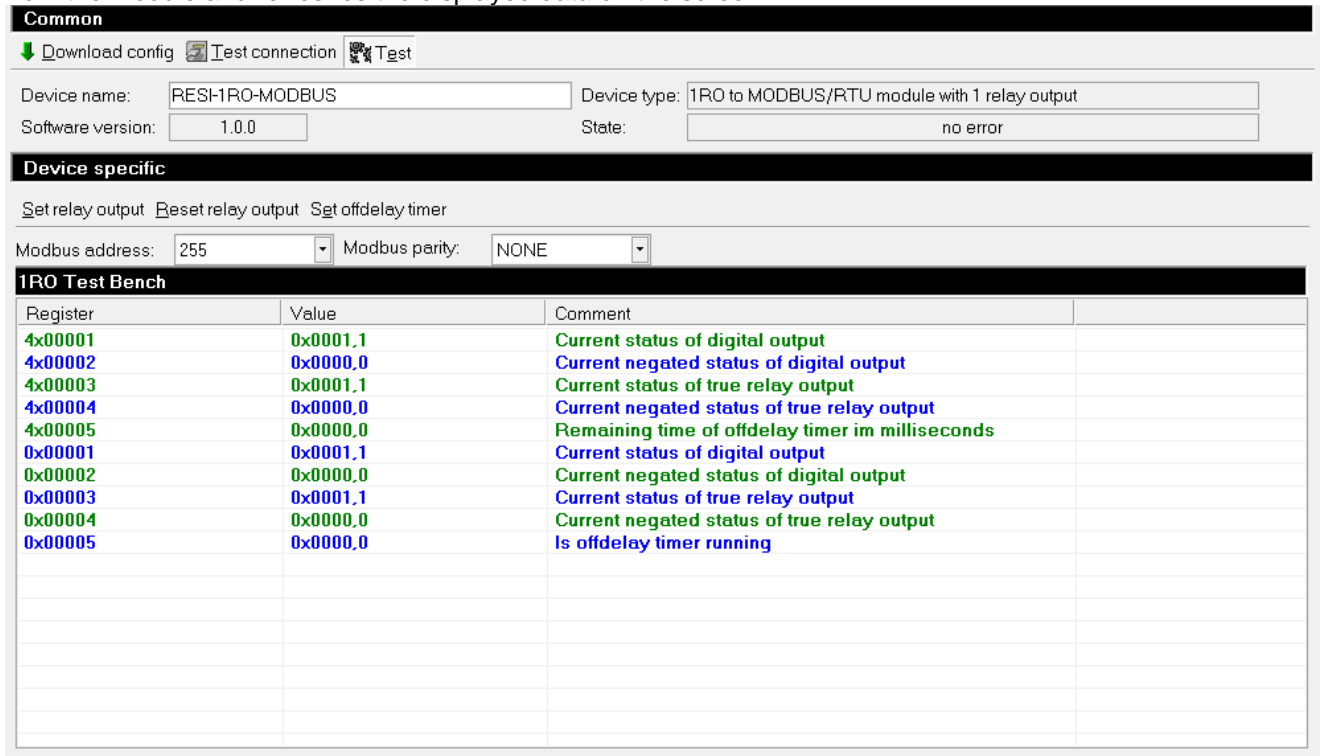 Common
Download config Test connection Test
Device name: RESI-1RO-MODBUS Device type: 1RO to MODBUS/RTU module with 1 relay output
Software version: 1.0.0 State: no error
Device specific
Set relay output Reset relay output Set offdelay timer
Modbus address: 255 Modbus parity: NONE
1RO Test Bench
Register Value Comment
4x00001 0x0001,1 Current status of digital output
4x00002 0x0000,0 Current negated status of digital output
4x00003 0x0001,1 Current status of true relay output
4x00004 0x0000,0 Current negated status of true relay output
4x00005 0x0000,0 Remaining time of offdelay timer im milliseconds
0x00001 0x0001,1 Current status of digital output
0x00002 0x0000,0 Current negated status of digital output
0x00003 0x0001,1 Current status of true relay output
0x00004 0x0000,0 Current negated status of true relay output
0x00005 0x0000,0 Is offdelay timer running